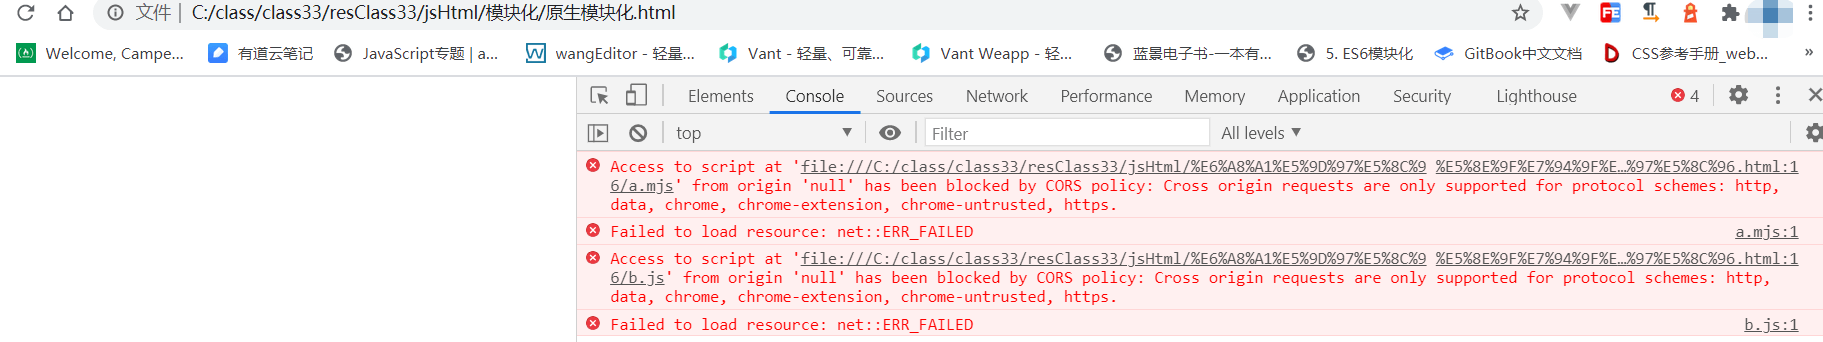 文件 C:/class/class33/resClass33/jsHtml/模块化/原生模块化.html
Welcome, Campe... 有道云笔记 JavaScript专题 | a... wangEditor - 轻量... Vant - 轻量、可靠... Vant Weapp - 轻... 蓝景电子书-一本有... 5. ES6模块化 GitBook中文文档 CSS参考手册_web... »
Elements Console Sources Network Performance Memory Application Security Lighthouse 4
top Filter All levels
Access to script at 'file:///C:/class/class33/resClass33/jsHtml/%E6%A8%A1%E5%9D%97%E5%8C%9 %E5%8E%9F%E7%94%9F%E…%97%E5%8C%96.html:1
6/a.mjs' from origin 'null' has been blocked by CORS policy: Cross origin requests are only supported for protocol schemes: http,
data, chrome, chrome-extension, chrome-untrusted, https.
Failed to load resource: net::ERR_FAILED a.mjs:1
Access to script at 'file:///C:/class/class33/resClass33/jsHtml/%E6%A8%A1%E5%9D%97%E5%8C%9 %E5%8E%9F%E7%94%9F%E…%97%E5%8C%96.html:1
6/b.js' from origin 'null' has been blocked by CORS policy: Cross origin requests are only supported for protocol schemes: http,
data, chrome, chrome-extension, chrome-untrusted, https.
Failed to load resource: net::ERR_FAILED b.js:1